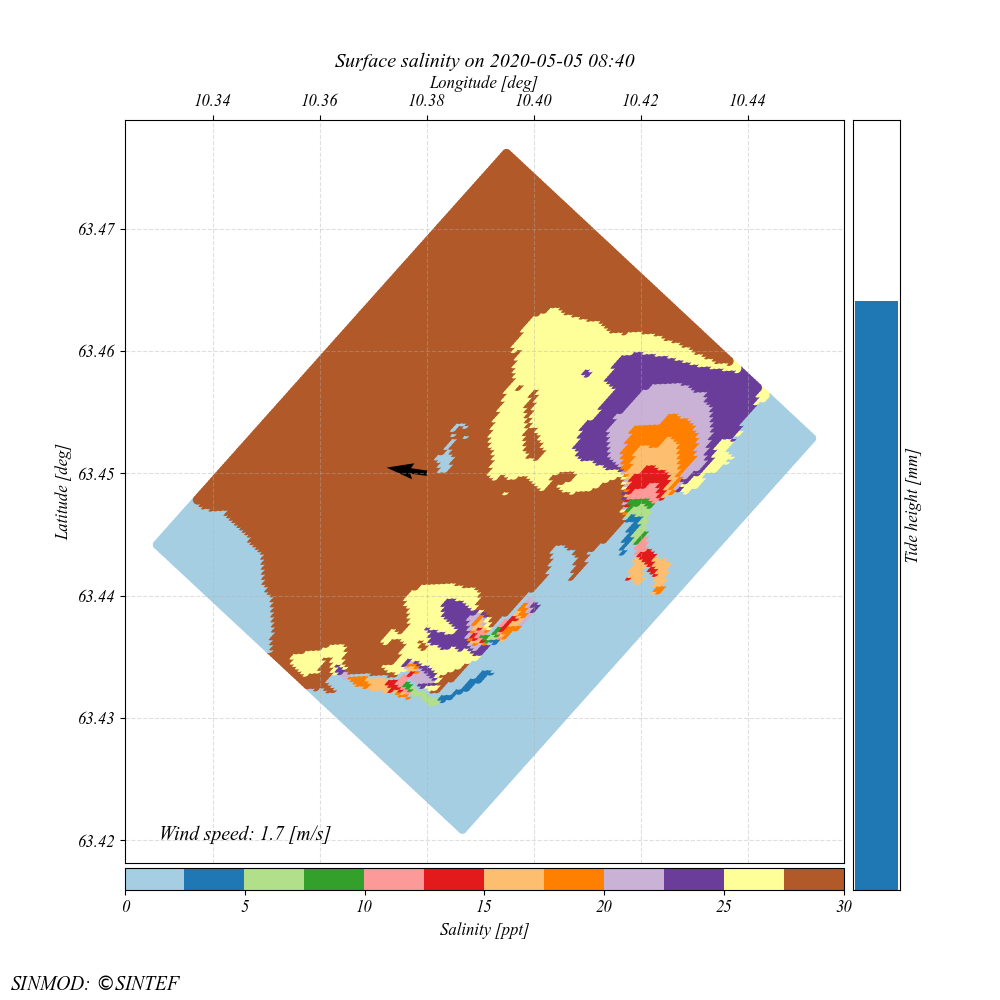 Surface salinity on 2020-05-05 08:40
Longitude [deg]
10.34 10.36 10.38 10.40 10.42 10.44
63.47
63.46
63.45
63.44
63.43
63.42
Latitude [deg]
Tide height [mm]
Wind speed: 1.7 [m/s]
0 5 10 15 20 25 30
Salinity [ppt]
SINMOD: ©SINTEF